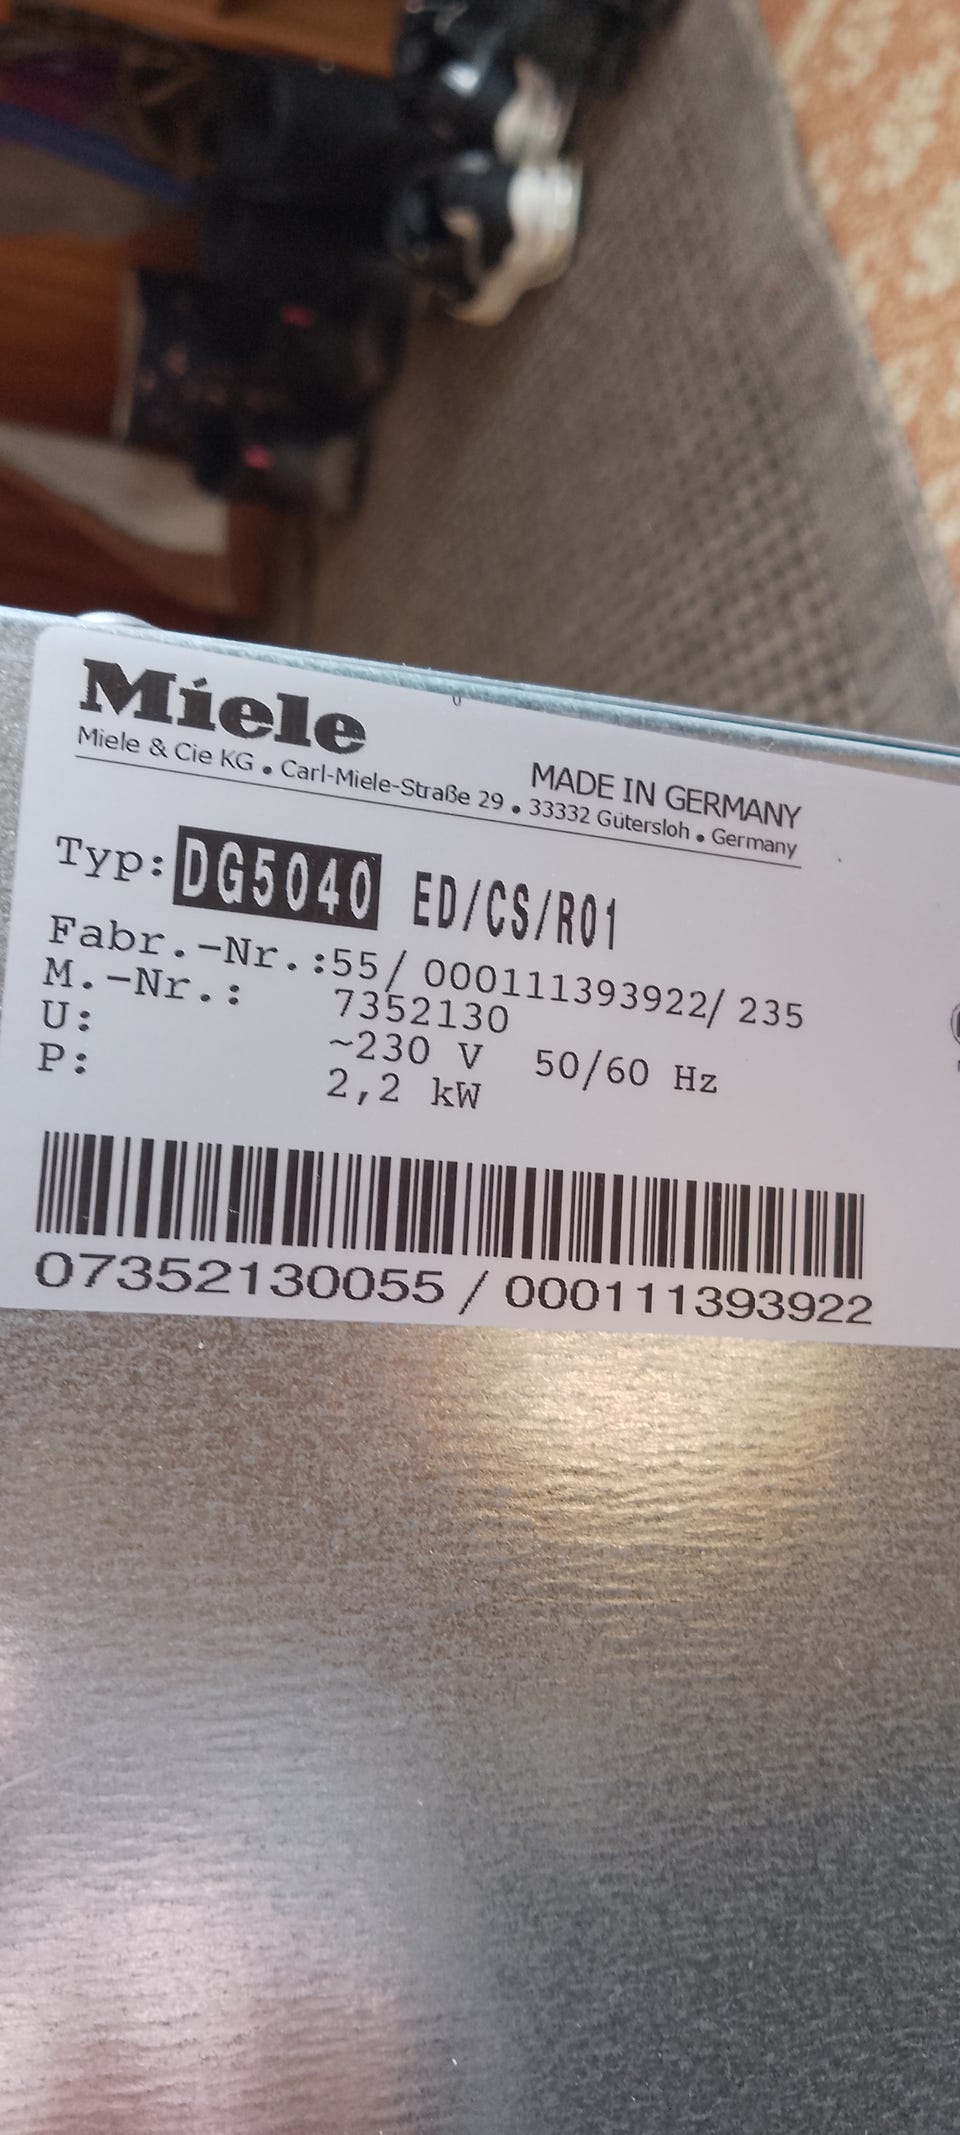 Miele
MADE IN GERMANY
Miele & Cie KG • Carl-Miele-Straße 29 • 33332 Gütersloh • Germany
Typ: DG5040 ED/CS/R01
Fabr.-Nr.:55/ 000111393922/ 235
M.-Nr.: 7352130
U: ~230 V 50/60 Hz
P: 2,2 kW
07352130055 / 000111393922